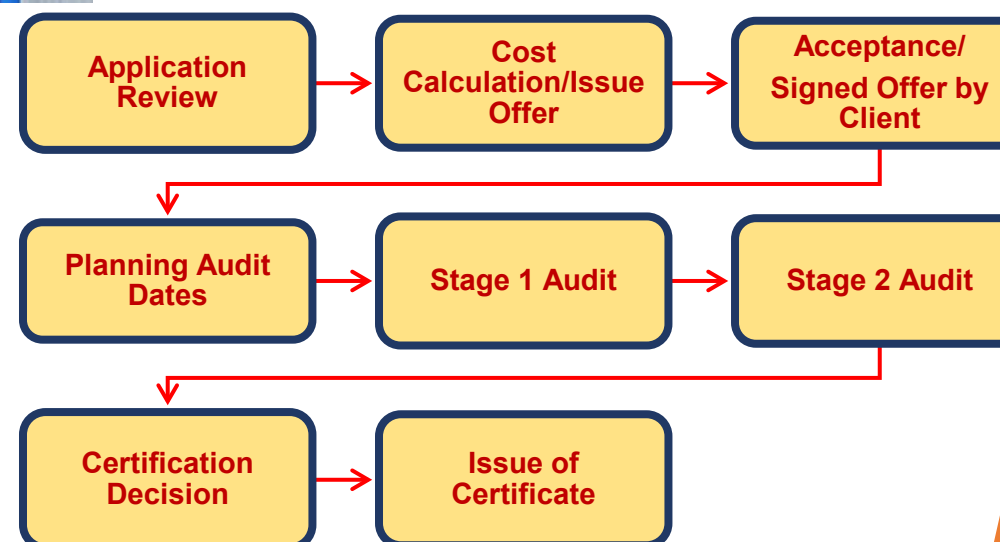 Application
Review
Cost
Calculation/Issue
Offer
Acceptance/
Signed Offer by
Client
Planning Audit
Dates
Stage 1 Audit
Stage 2 Audit
Certification
Decision
Issue of
Certificate